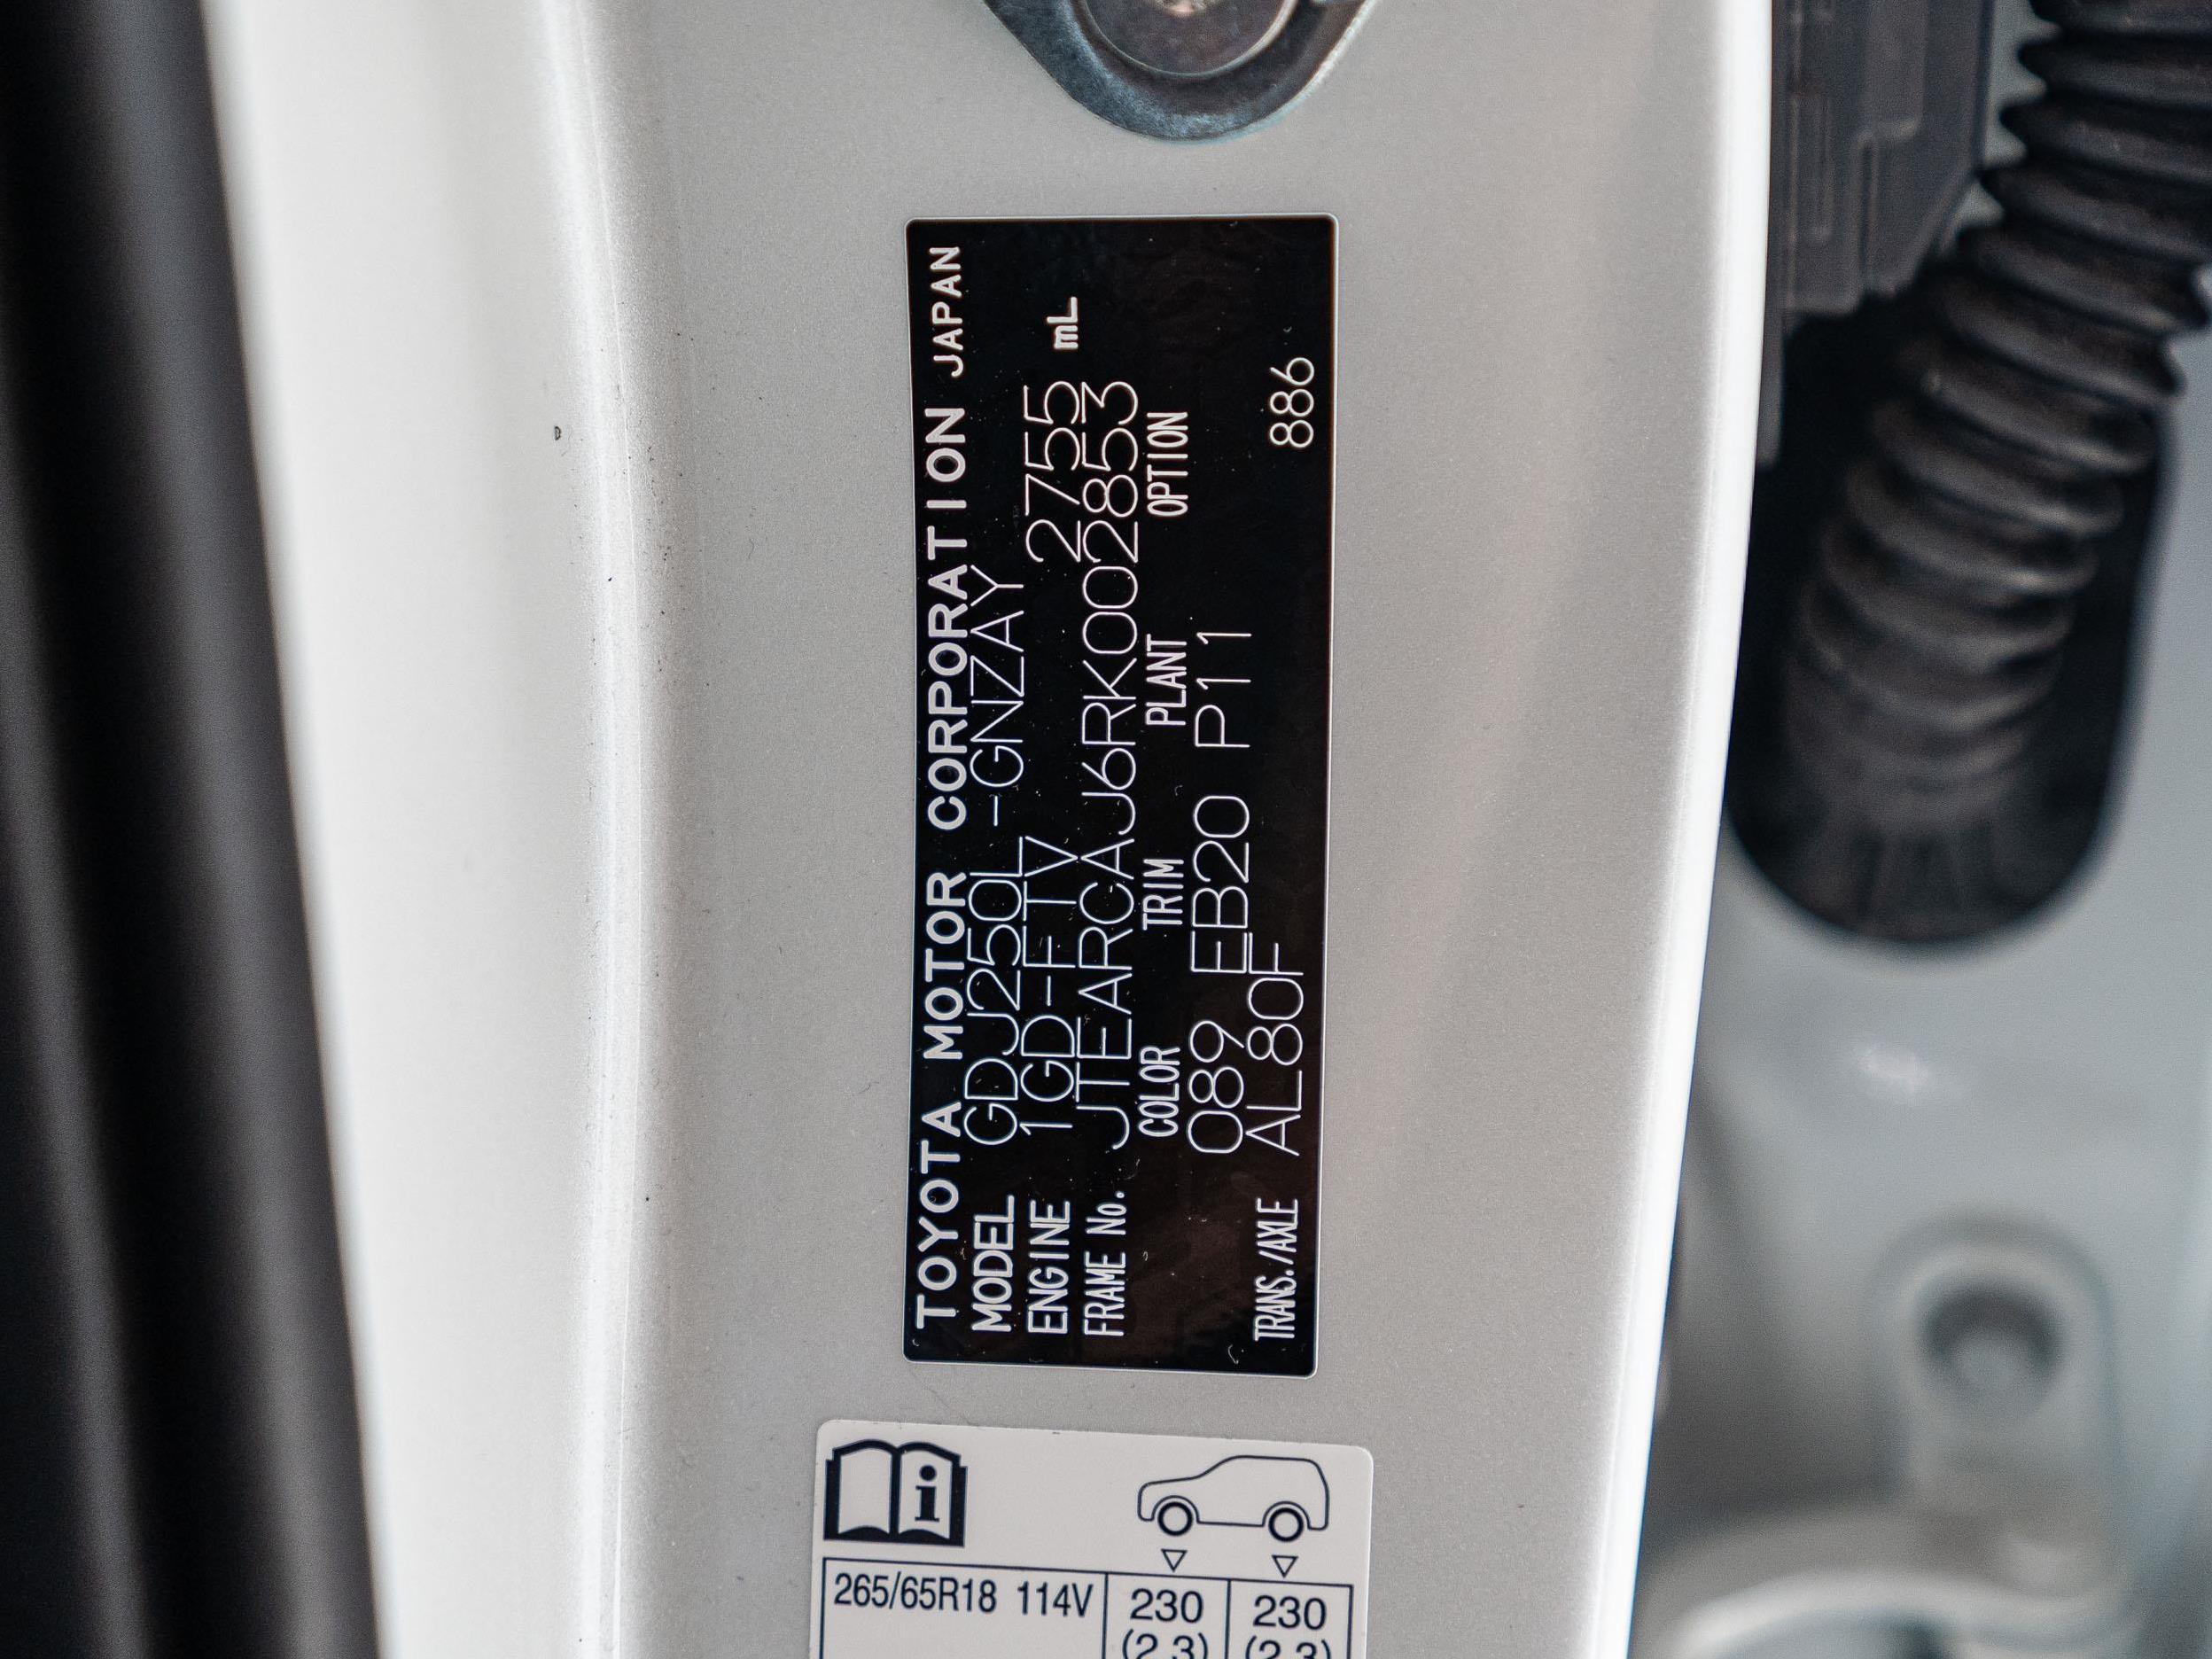 TOYOTA MOTOR CORPORATION JAPAN
MODEL GDJ250L -GNZAY
ENGINE 1GD-FTV 2755 mL
FRAME No. JTEARCAJ6RK002853
COLOR TRIM PLANT OPTION
089 EB20 P11
TRANS./AXLE AL80F 886
i
265/65R18 114V 230 230
(2.3) (2.3)